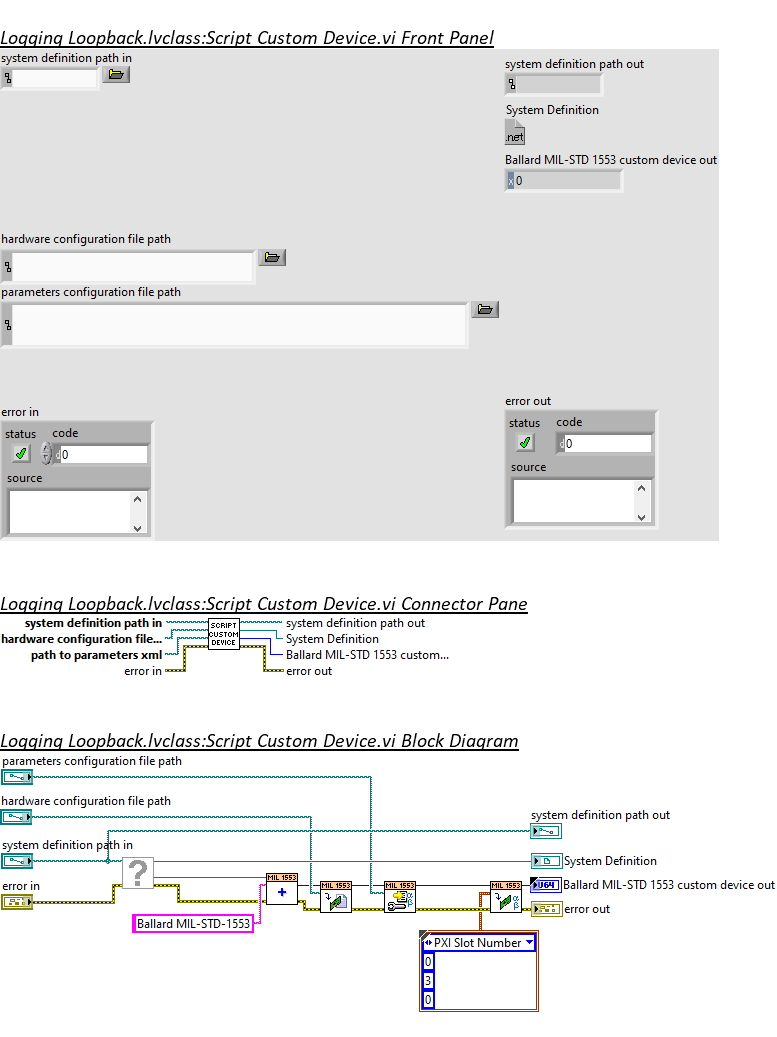 Logging Loopback.lvclass:Script Custom Device.vi Front Panel
system definition path in
system definition path out
System Definition
.net
Ballard MIL-STD 1553 custom device out
x 0
hardware configuration file path
parameters configuration file path
error in
status code
d 0
source
error out
status code
d 0
source
Logging Loopback.lvclass:Script Custom Device.vi Connector Pane
system definition path in
hardware configuration file...
path to parameters xml
error in
SCRIPT
CUSTOM
DEVICE
system definition path out
System Definition
Ballard MIL-STD 1553 custom...
error out
Logging Loopback.lvclass:Script Custom Device.vi Block Diagram
parameters configuration file path
hardware configuration file path
system definition path in
error in
?
MIL 1553
+
Ballard MIL-STD-1553
MIL 1553
MIL 1553
MIL 1553
α
β
α
β
PXI Slot Number
0
3
0
system definition path out
System Definition
U64
Ballard MIL-STD 1553 custom device out
error out